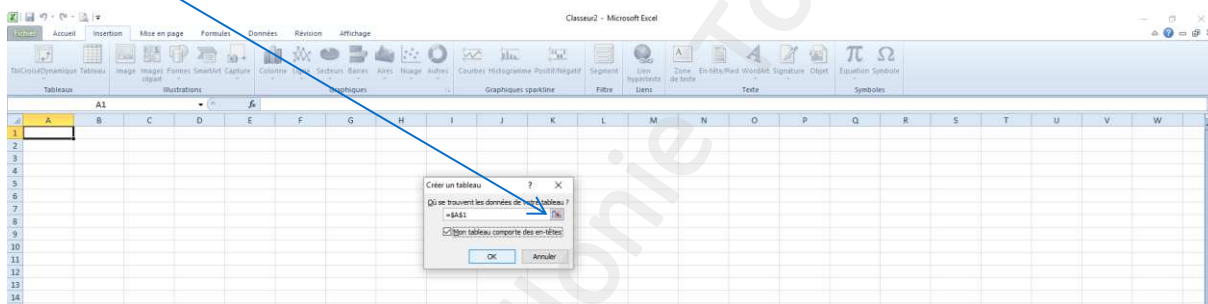 Classeur2 - Microsoft Excel
Fichier Accueil Insertion Mise en page Formules Données Révision Affichage
TblCroiséDynamique Tableau Image Images Formes SmartArt Capture Colonne Ligne Secteurs Barres Aires Nuage Autres Courbes Histogramme Positif/Négatif Segment Lien Zone En-tête/Pied WordArt Signature Objet Équation Symbole
clipart hypertexte de texte
Tableaux Illustrations Graphiques Graphiques sparkline Filtre Liens Texte Symboles
A1 fx
A B C D E F G H I J K L M N O P Q R S T U V W
1
2
3
4
5
6
7
8
9
10
11
12
13
14
Créer un tableau ?
Où se trouvent les données de votre tableau ?
=$A$1
Mon tableau comporte des en-têtes
OK Annuler